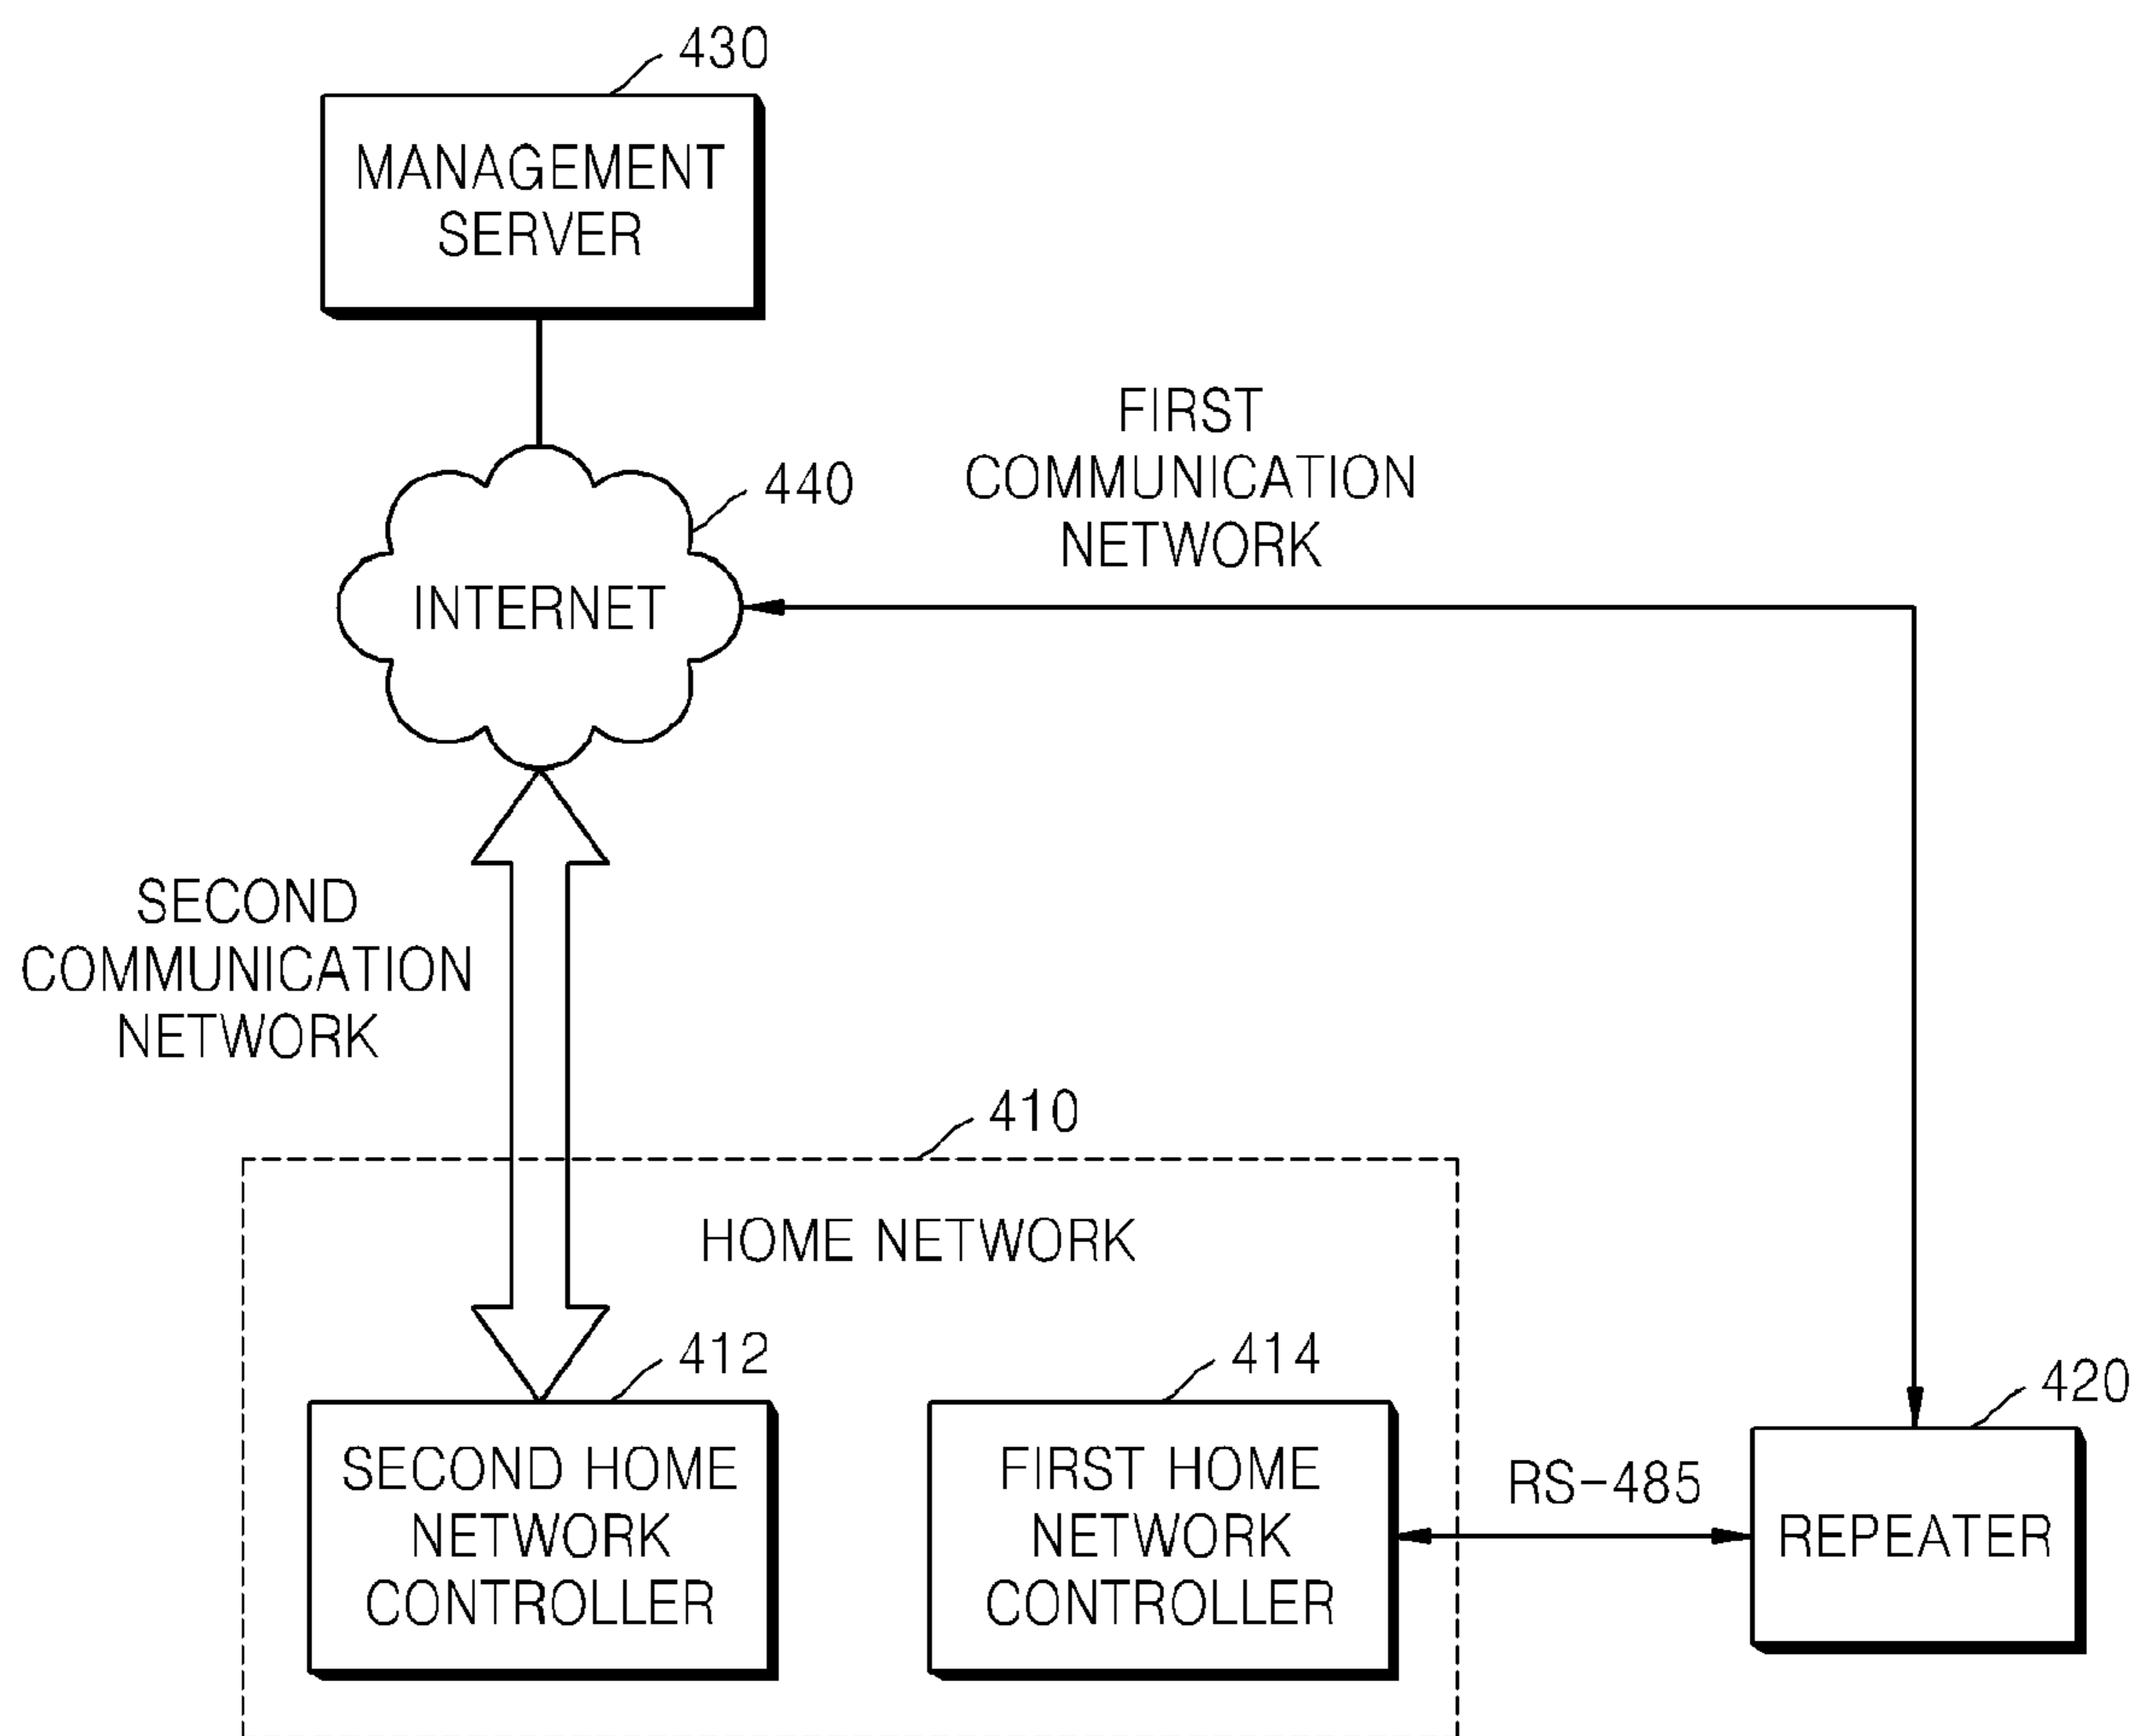 430
MANAGEMENT
SERVER
440
INTERNET
FIRST
COMMUNICATION
NETWORK
SECOND
COMMUNICATION
NETWORK
410
HOME NETWORK
412
SECOND HOME
NETWORK
CONTROLLER
414
FIRST HOME
NETWORK
CONTROLLER
RS-485
420
REPEATER